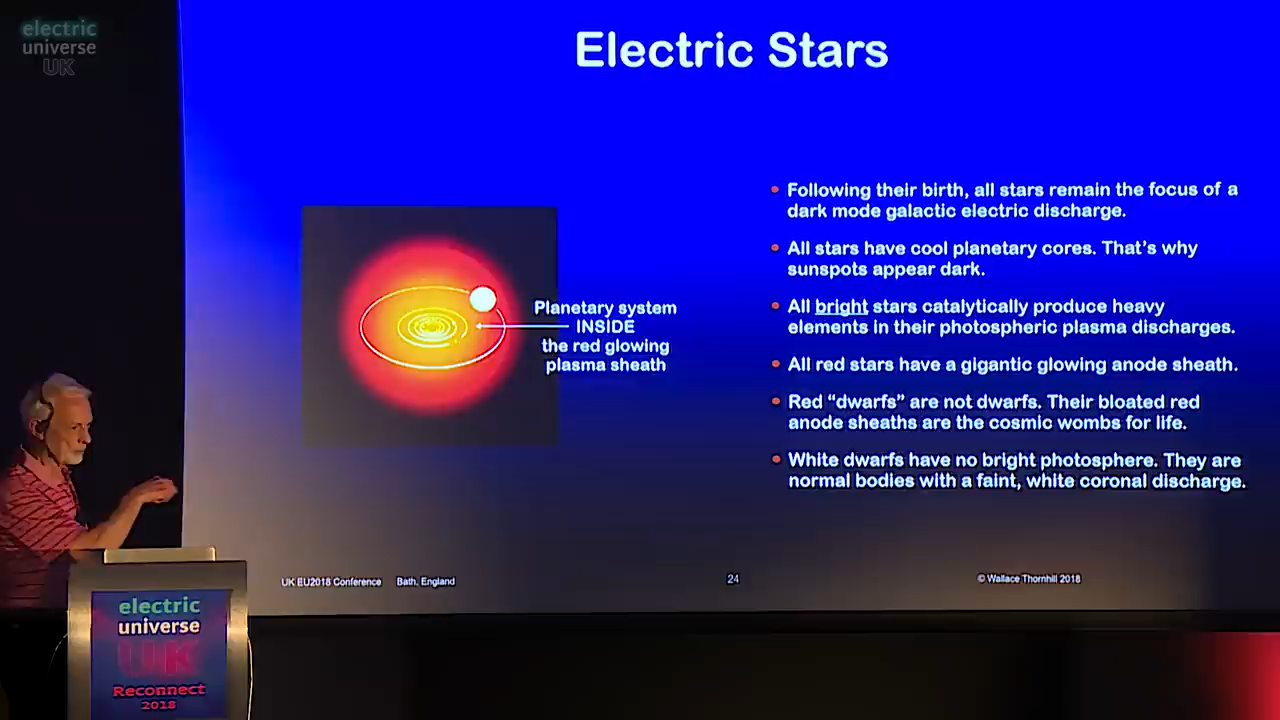 electric
universe
UK
Electric Stars
• Following their birth, all stars remain the focus of a
dark mode galactic electric discharge.
• All stars have cool planetary cores. That's why
sunspots appear dark.
• All bright stars catalytically produce heavy
elements in their photospheric plasma discharges.
• All red stars have a gigantic glowing anode sheath.
• Red “dwarfs” are not dwarfs. Their bloated red
anode sheaths are the cosmic wombs for life.
• White dwarfs have no bright photosphere. They are
normal bodies with a faint, white coronal discharge.
Planetary system
INSIDE
the red glowing
plasma sheath
UK EU2018 Conference Bath, England
24
© Wallace Thornhill 2018
electric
universe
UK
Reconnect
2018